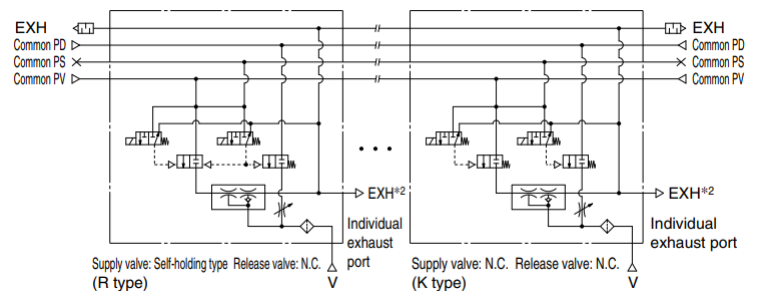 EXH EXH
Common PD Common PD
Common PS Common PS
Common PV Common PV
EXH*2 EXH*2
Individual exhaust port
Individual exhaust port
Supply valve: Self-holding type Release valve: N.C.
(R type)
V
Supply valve: N.C. Release valve: N.C.
(K type)
V